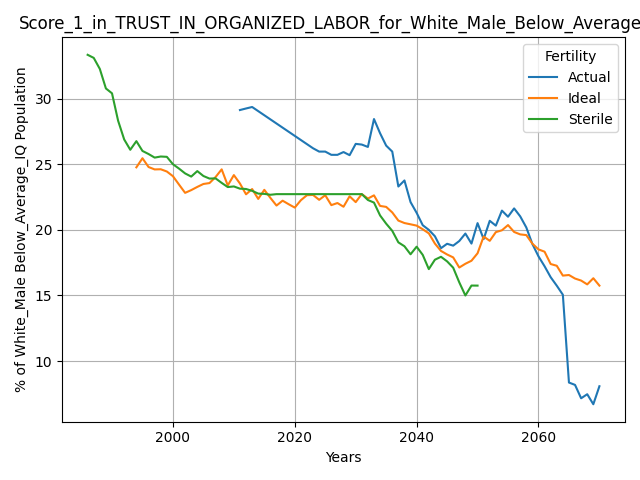 Score_1_in_TRUST_IN_ORGANIZED_LABOR_for_White_Male_Below_Average
Fertility
Actual
Ideal
Sterile
% of White_Male Below_Average_IQ Population
30
25
20
15
10
2000
2020
2040
2060
Years